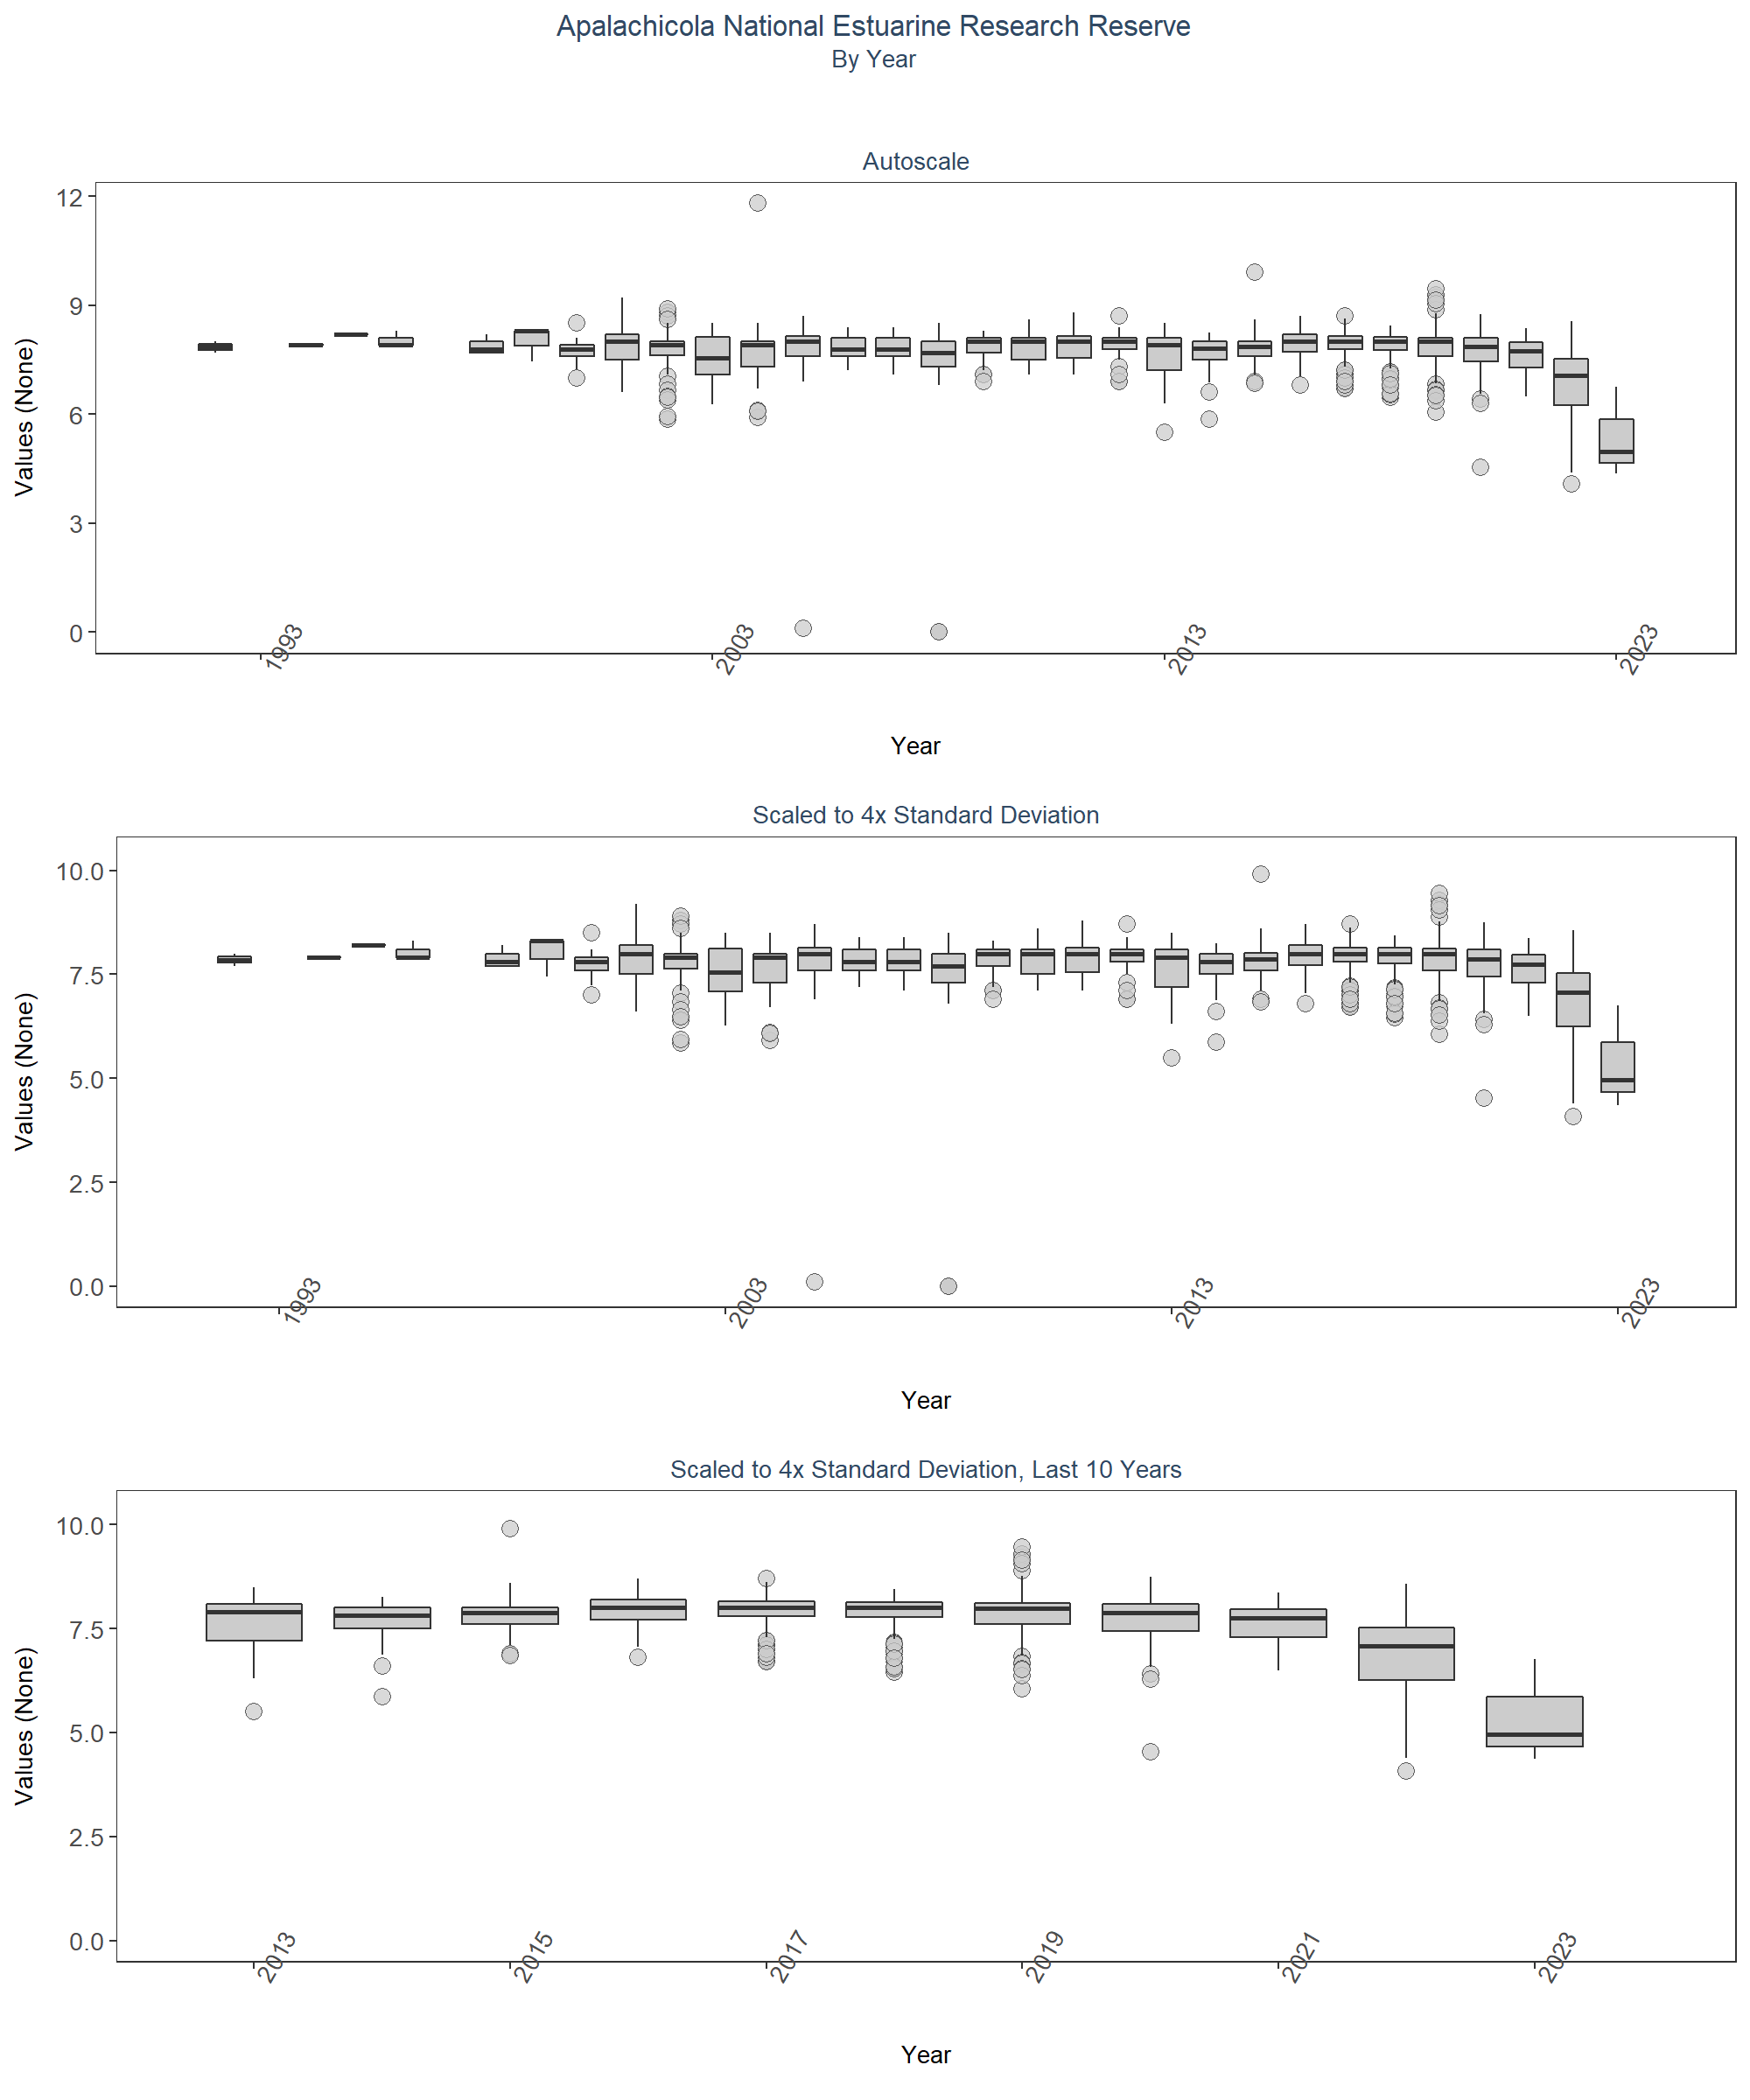 Apalachicola National Estuarine Research Reserve
By Year
Autoscale
Values (None)
12
9
6
3
0
1993
2003
2013
2023
Year
Scaled to 4x Standard Deviation
Values (None)
10.0
7.5
5.0
2.5
0.0
1993
2003
2013
2023
Year
Scaled to 4x Standard Deviation, Last 10 Years
Values (None)
10.0
7.5
5.0
2.5
0.0
2013
2015
2017
2019
2021
2023
Year